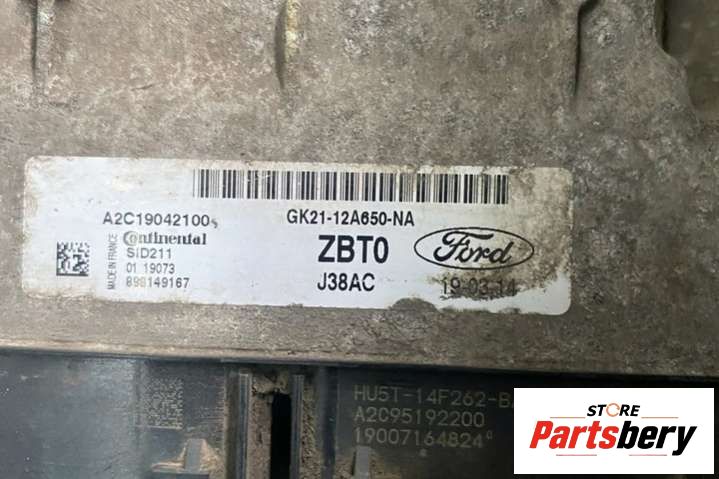 A2C19042100
GK21-12A650-NA
Continental
SID211
01 19073
898149167
MADE IN FRANCE
ZBT0
J38AC
Ford
19-03-14
HU5T-14F262-B
A2C95192200
19007164824
STORE
Partsbery